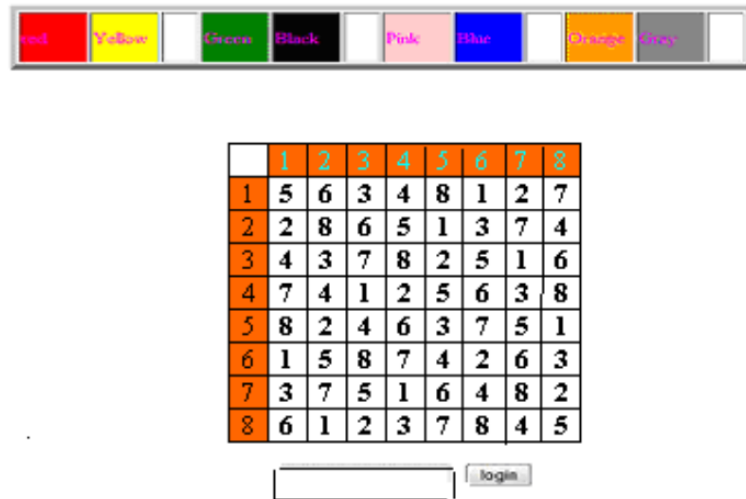 red Yellow Green Black Pink Blue Orange Gray
1 2 3 4 5 6 7 8
1 5 6 3 4 8 1 2 7
2 2 8 6 5 1 3 7 4
3 4 3 7 8 2 5 1 6
4 7 4 1 2 5 6 3 8
5 8 2 4 6 3 7 5 1
6 1 5 8 7 4 2 6 3
7 3 7 5 1 6 4 8 2
8 6 1 2 3 7 8 4 5
login